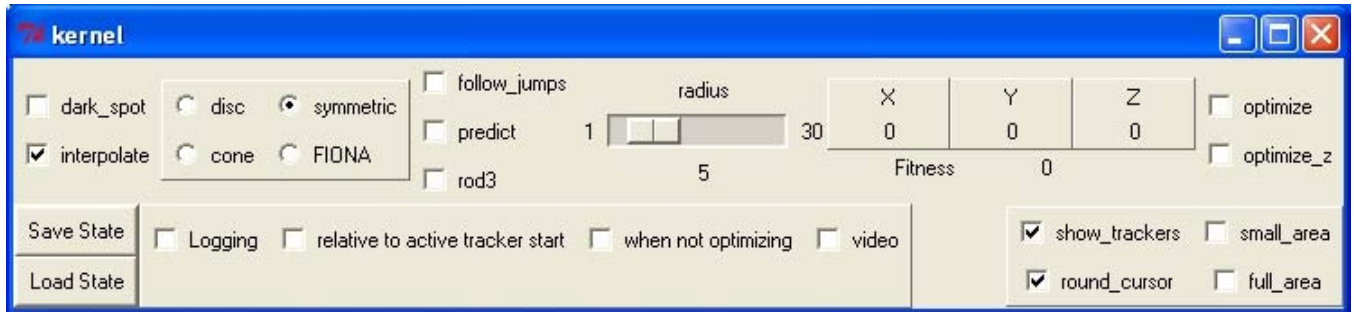 kernel
dark_spot
interpolate
disc
symmetric
cone
FIONA
follow_jumps
predict
rod3
radius
1
30
5
X Y Z
0 0 0
Fitness 0
optimize
optimize_z
Save State
Load State
Logging
relative to active tracker start
when not optimizing
video
show_trackers
small_area
round_cursor
full_area